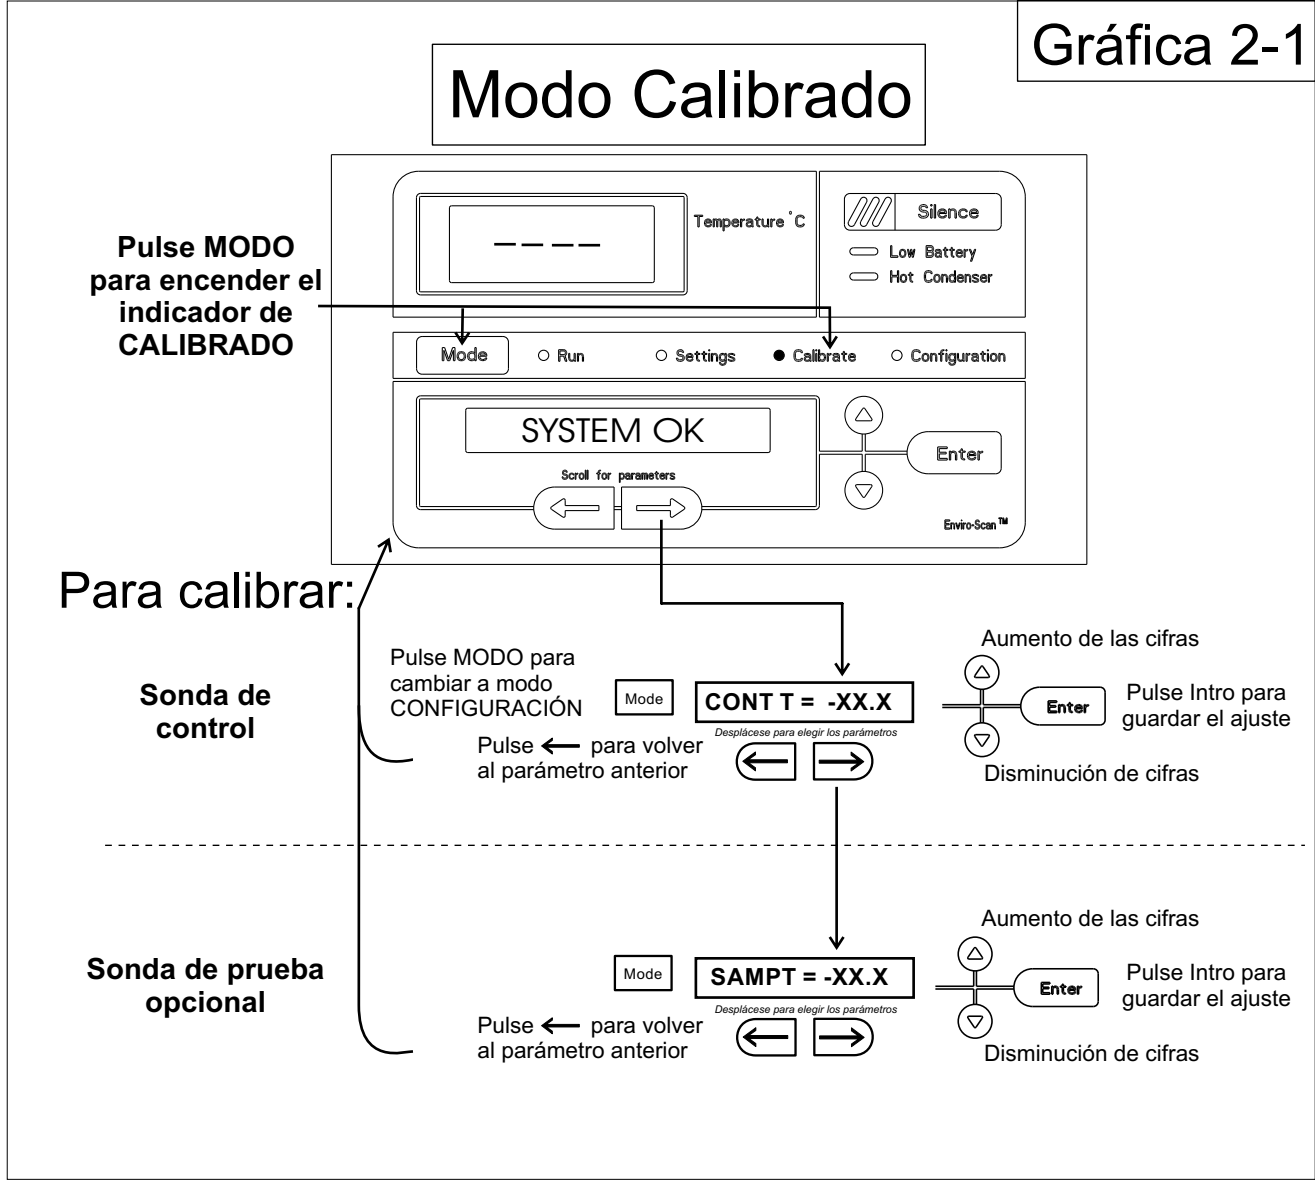 Gráfica 2-1
Modo Calibrado
Pulse MODO
para encender el
indicador de
CALIBRADO
Temperature °C
Silence
Low Battery
Hot Condenser
Mode
Run
Settings
Calibrate
Configuration
SYSTEM OK
Scroll for parameters
Enter
Enviro-Scan TM
Para calibrar:
Sonda de
control
Pulse MODO para
cambiar a modo
CONFIGURACIÓN
Mode
CONT T = -XX.X
Desplácese para elegir los parámetros
Pulse ← para volver
al parámetro anterior
Aumento de las cifras
Enter
Pulse Intro para
guardar el ajuste
Disminución de cifras
Sonda de prueba
opcional
Mode
SAMPT = -XX.X
Desplácese para elegir los parámetros
Pulse ← para volver
al parámetro anterior
Aumento de las cifras
Enter
Pulse Intro para
guardar el ajuste
Disminución de cifras